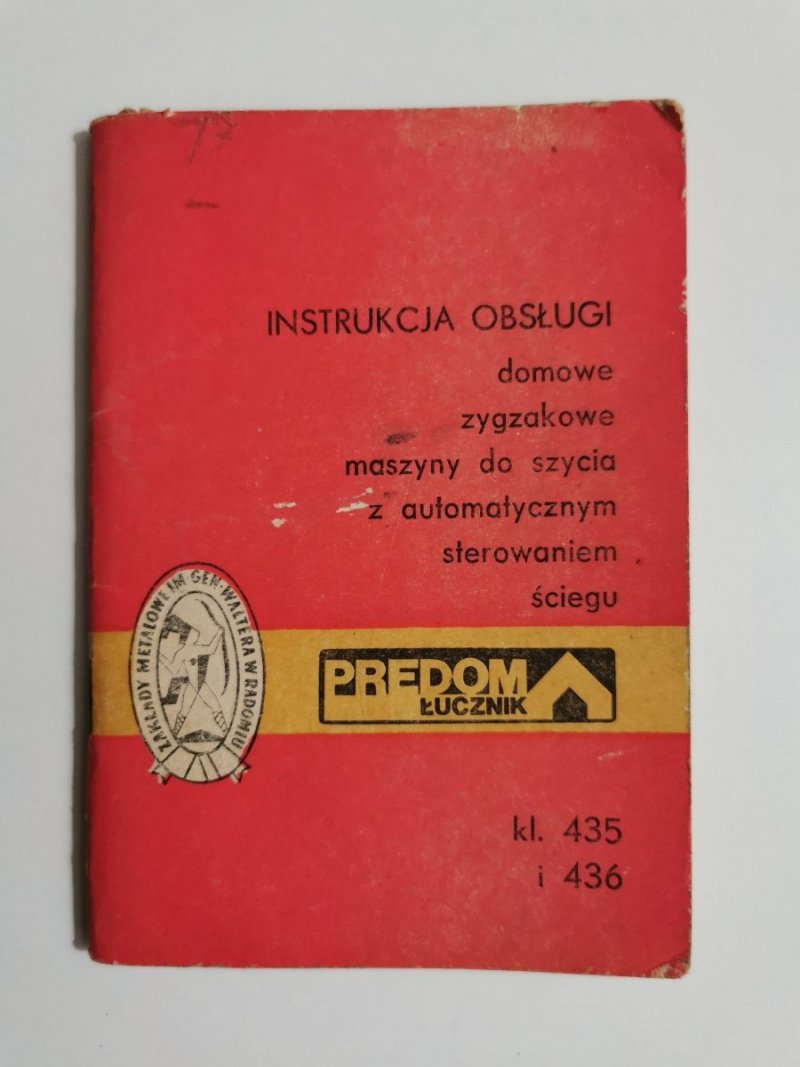 17
INSTRUKCJA OBSŁUGI
domowe
zygzakowe
maszyny do szycia
z automatycznym
sterowaniem
ściegu
ZAKŁADY METALOWE IM·GEN·WALTERA W RADOMIU
PREDOM
ŁUCZNIK
kl. 435
i 436